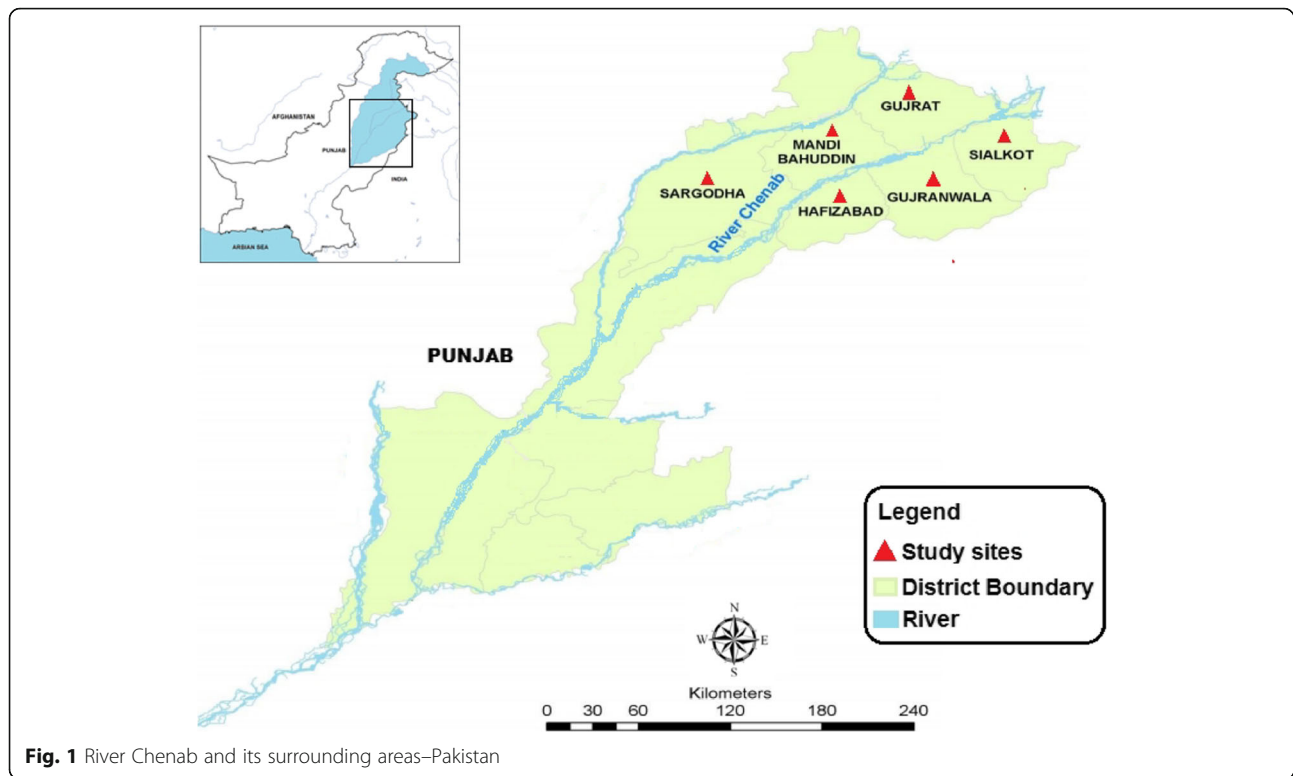 AFGHANISTAN
PUNJAB
INDIA
ARSIAN SEA
GUJRAT
MANDI
BAHUDDIN
SIALKOT
SARGODHA
GUJRANWALA
HAFIZABAD
River Chenab
PUNJAB
Legend
Study sites
District Boundary
River
N
W E
S
Kilometers
0 30 60 120 180 240
Fig. 1 River Chenab and its surrounding areas–Pakistan